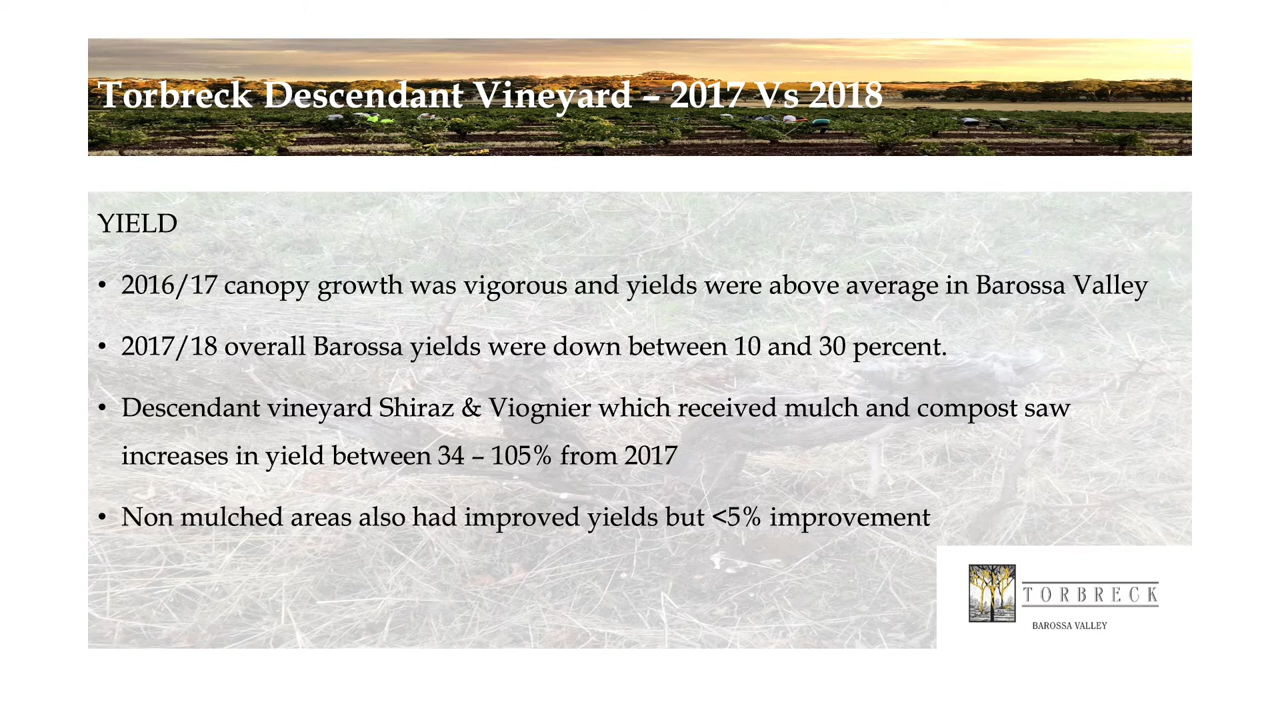 Torbreck Descendant Vineyard – 2017 Vs 2018
YIELD
• 2016/17 canopy growth was vigorous and yields were above average in Barossa Valley
• 2017/18 overall Barossa yields were down between 10 and 30 percent.
• Descendant vineyard Shiraz & Viognier which received mulch and compost saw
increases in yield between 34 – 105% from 2017
• Non mulched areas also had improved yields but <5% improvement
TORBRECK
BAROSSA VALLEY